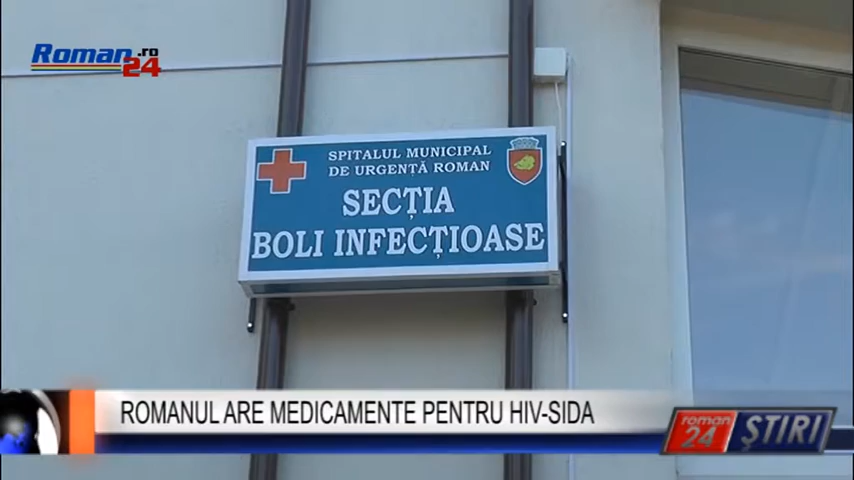 Roman.ro
24
SPITALUL MUNICIPAL
DE URGENȚĂ ROMAN
SECȚIA
BOLI INFECȚIOASE
ROMANUL ARE MEDICAMENTE PENTRU HIV-SIDA
roman
24
ȘTIRI